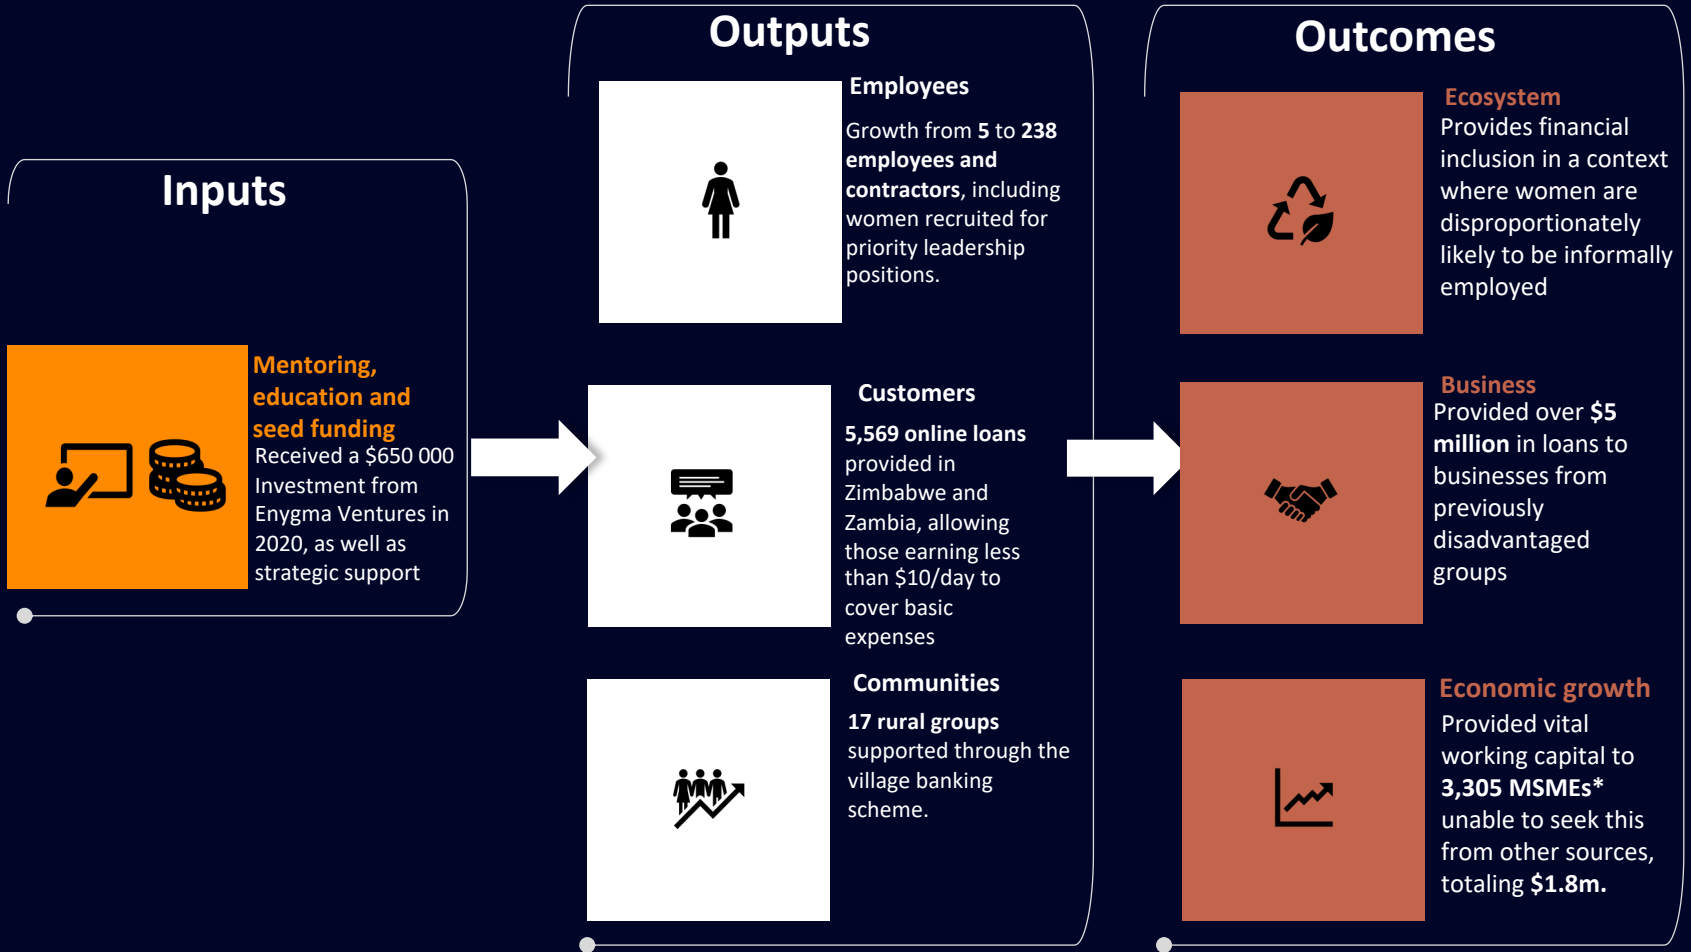 Inputs
Mentoring,
education and
seed funding
Received a $650 000
Investment from
Enygma Ventures in
2020, as well as
strategic support
Outputs
Employees
Growth from 5 to 238
employees and
contractors, including
women recruited for
priority leadership
positions.
Customers
5,569 online loans
provided in
Zimbabwe and
Zambia, allowing
those earning less
than $10/day to
cover basic
expenses
Communities
17 rural groups
supported through the
village banking
scheme.
Outcomes
Ecosystem
Provides financial
inclusion in a context
where women are
disproportionately
likely to be informally
employed
Business
Provided over $5
million in loans to
businesses from
previously
disadvantaged
groups
Economic growth
Provided vital
working capital to
3,305 MSMEs*
unable to seek this
from other sources,
totaling $1.8m.